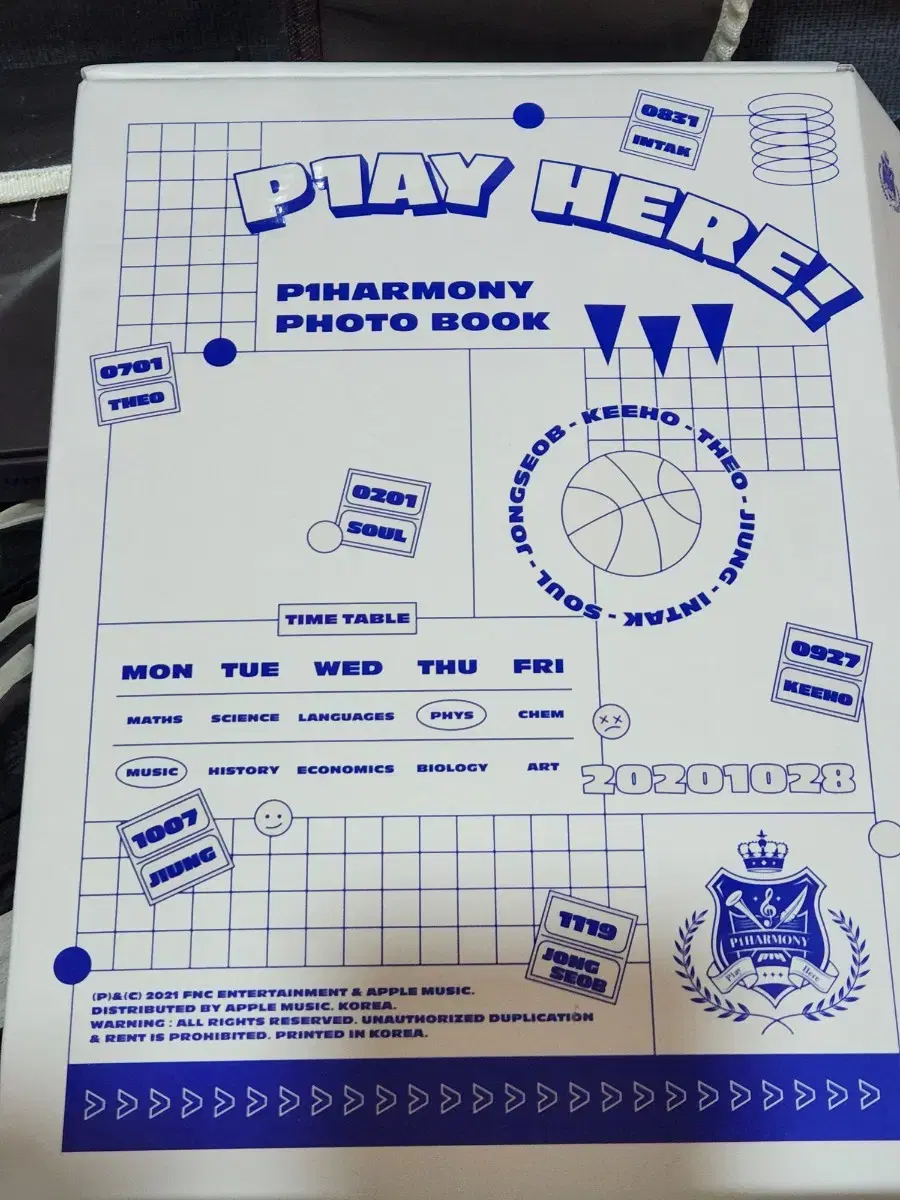 0831
INTAK
P1AY HERE!
P1HARMONY
PHOTO BOOK
0701
THEO
JONGSEOB - KEEHO - THEO - JIUNG - INTAK - SOUL -
0201
SOUL
TIME TABLE
MON TUE WED THU FRI
MATHS SCIENCE LANGUAGES PHYS CHEM
MUSIC HISTORY ECONOMICS BIOLOGY ART
0927
KEEHO
20201028
1007
JIUNG
1119
JONG
SEOB
P1HARMONY
Play Here
(P)&(C) 2021 FNC ENTERTAINMENT & APPLE MUSIC.
DISTRIBUTED BY APPLE MUSIC. KOREA.
WARNING : ALL RIGHTS RESERVED. UNAUTHORIZED DUPLICATION
& RENT IS PROHIBITED. PRINTED IN KOREA.